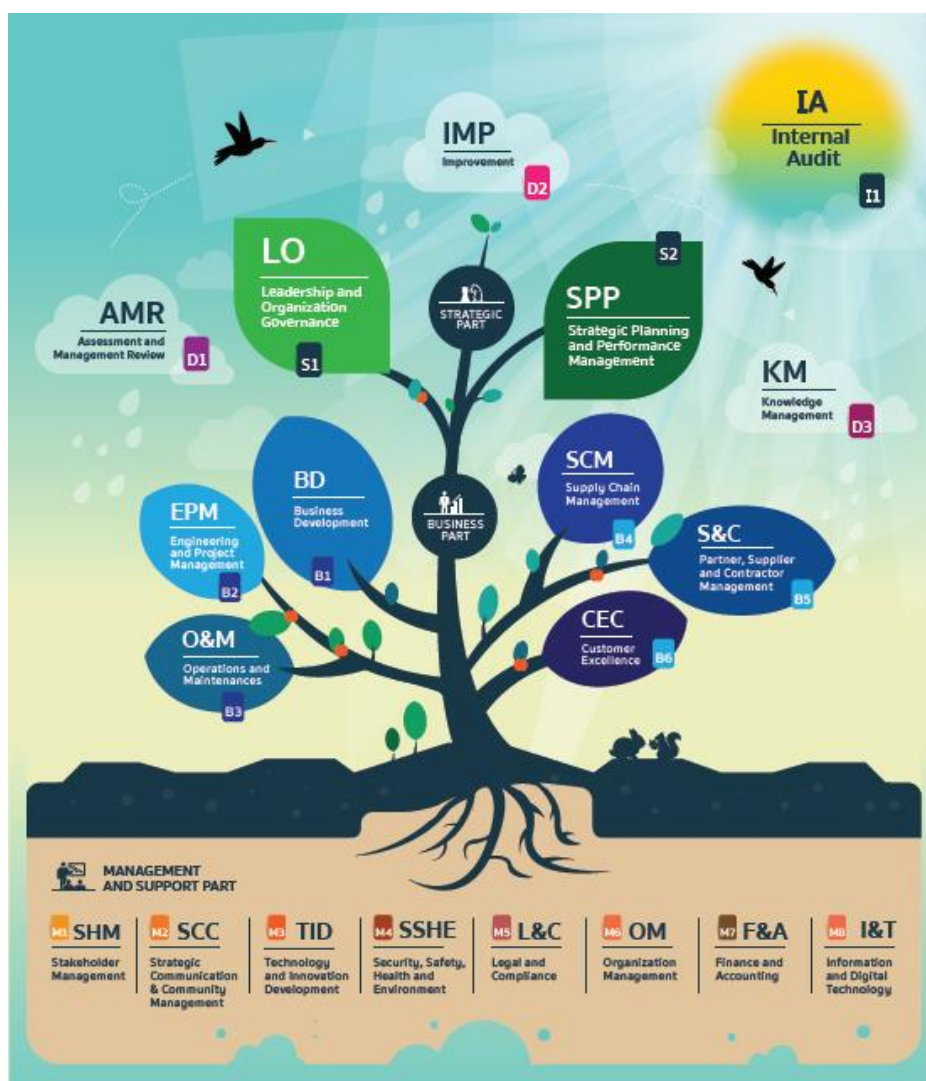 IA
Internal
Audit
I1
IMP
Improvement
D2
LO
Leadership and
Organization
Governance
S1
STRATEGIC
PART
S2
SPP
Strategic Planning
and Performance
Management
AMR
Assessment and
Management Review
D1
KM
Knowledge
Management
D3
BD
Business
Development
B1
BUSINESS
PART
SCM
Supply Chain
Management
B4
EPM
Engineering
and Project
Management
B2
S&C
Partner, Supplier
and Contractor
Management
B5
O&M
Operations and
Maintenances
B3
CEC
Customer
Excellence
B6
MANAGEMENT
AND SUPPORT PART
M1 SHM
Stakeholder
Management
M2 SCC
Strategic
Communication
& Community
Management
M3 TID
Technology
and Innovation
Development
M4 SSHE
Security, Safety,
Health and
Environment
M5 L&C
Legal and
Compliance
M6 OM
Organization
Management
M7 F&A
Finance and
Accounting
M8 I&T
Information
and Digital
Technology